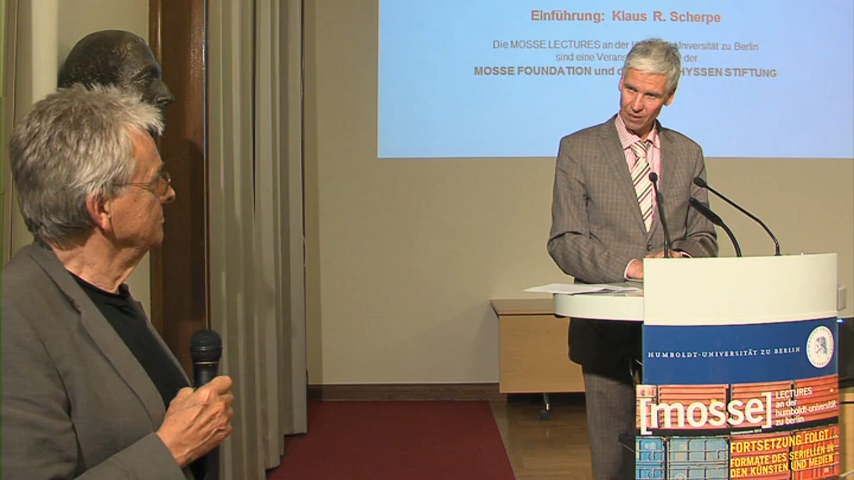 Einführung: Klaus R. Scherpe
Die MOSSE LECTURES an der Universität zu Berlin
sind eine der
MOSSE FOUNDATION und HYSSEN STIFTUNG
HUMBOLDT-UNIVERSITÄT ZU BERLIN
[mosse]
LECTURES
an der
humboldt-universität
zu berlin
FORTSETZUNG FOLGT...
FORMATE DES SERIELLEN IN
DEN KÜNSTEN UND MEDIEN